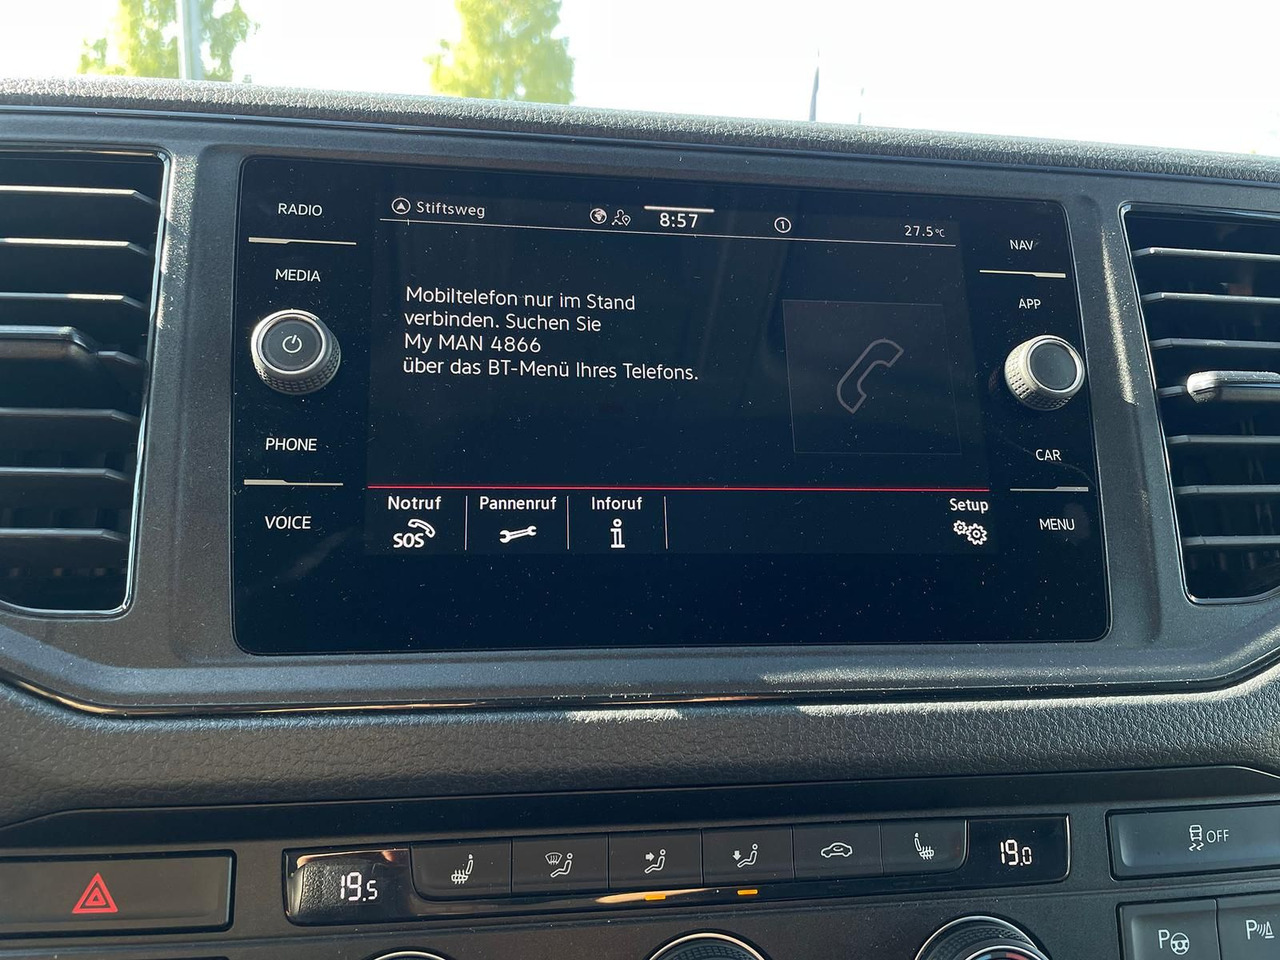 RADIO
MEDIA
PHONE
VOICE
Stiftsweg
8:57
1
27.5°C
Mobiltelefon nur im Stand
verbinden. Suchen Sie
My MAN 4866
über das BT-Menü Ihres Telefons.
Notruf
SOS
Pannenruf
Inforuf
i
Setup
NAV
APP
CAR
MENU
19.5
19.0
OFF
P
P